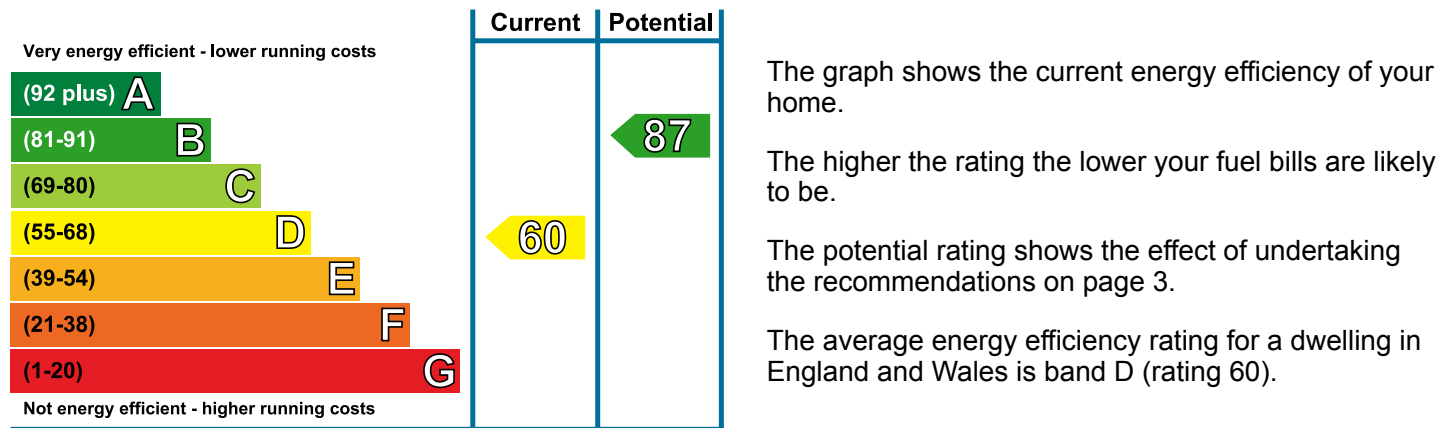 Current Potential
Very energy efficient - lower running costs
(92 plus) A
(81-91) B
87
(69-80) C
(55-68) D
60
(39-54) E
(21-38) F
(1-20) G
Not energy efficient - higher running costs
The graph shows the current energy efficiency of your
home.
The higher the rating the lower your fuel bills are likely
to be.
The potential rating shows the effect of undertaking
the recommendations on page 3.
The average energy efficiency rating for a dwelling in
England and Wales is band D (rating 60).